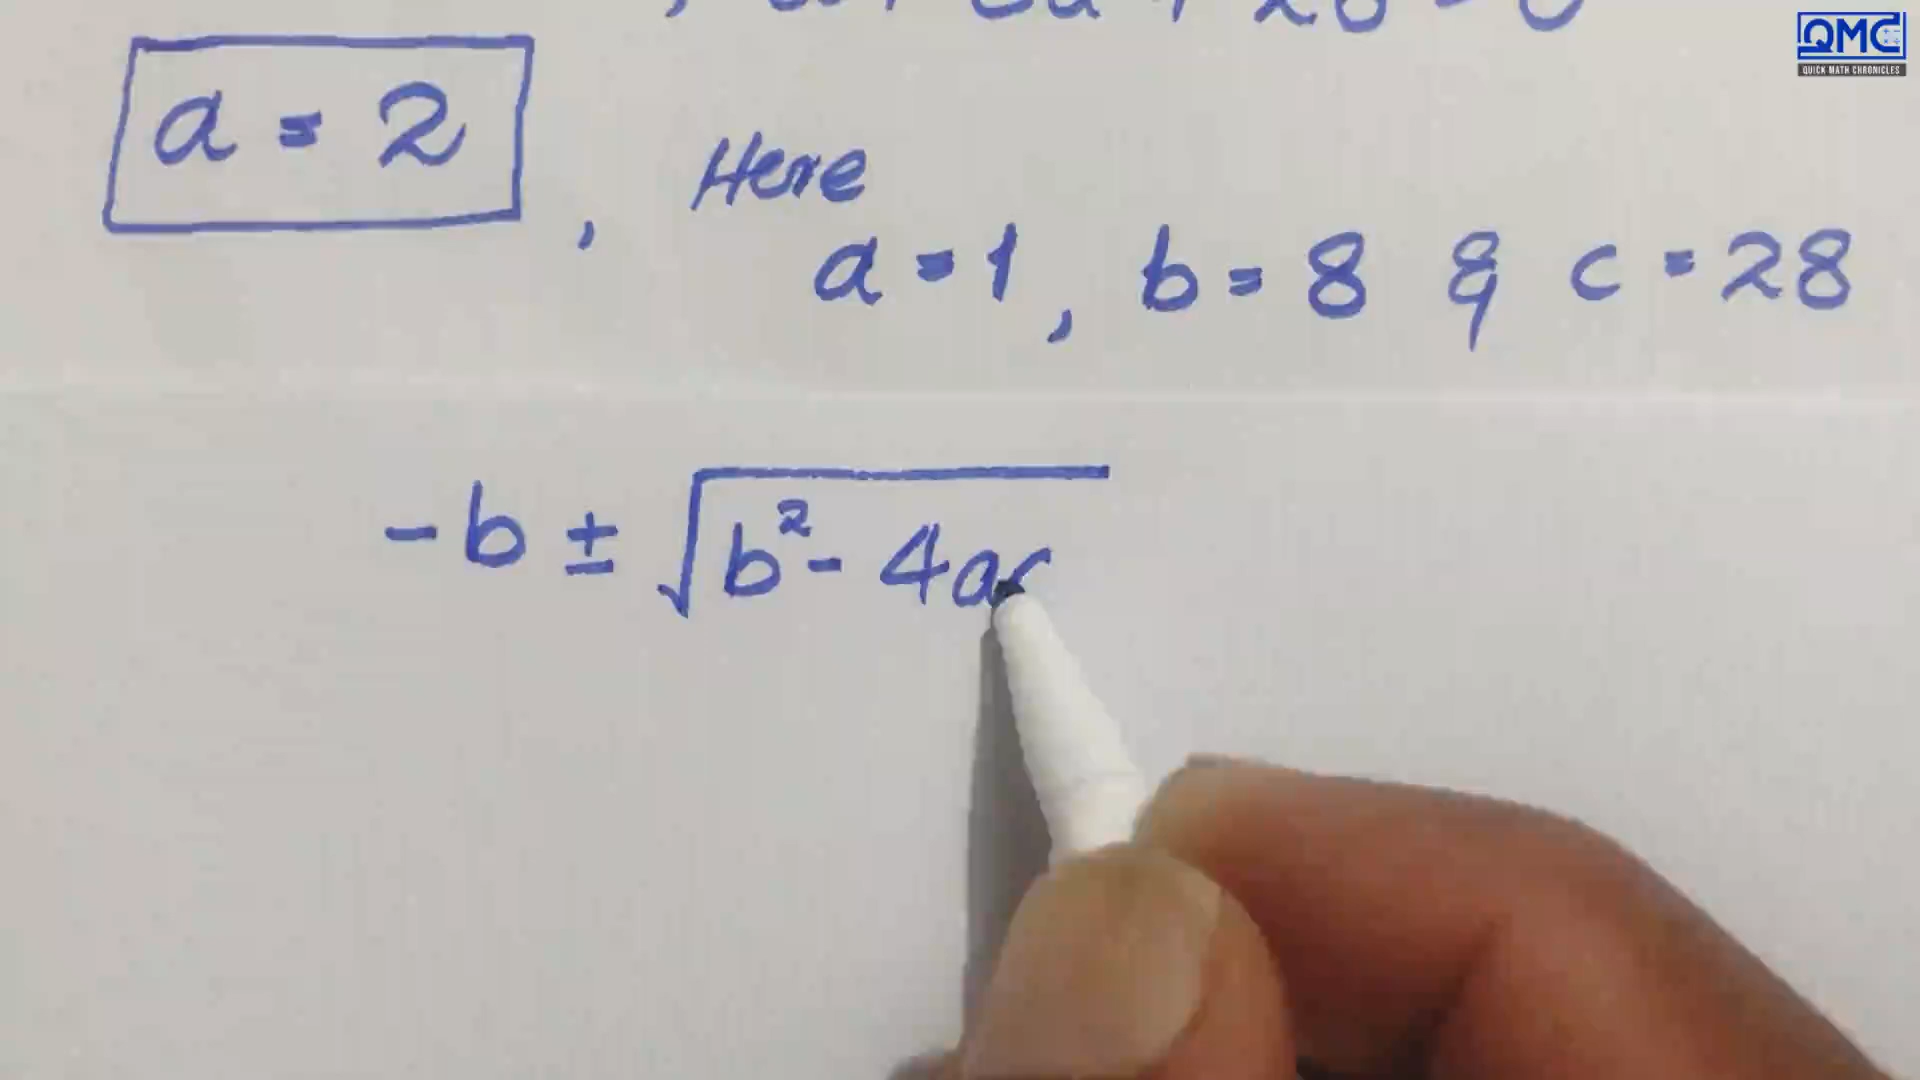 a = 2 , Here
a = 1 , b = 8 & c = 28
-b ± √b² - 4ac
QMC
QUICK MATH CHRONICLES